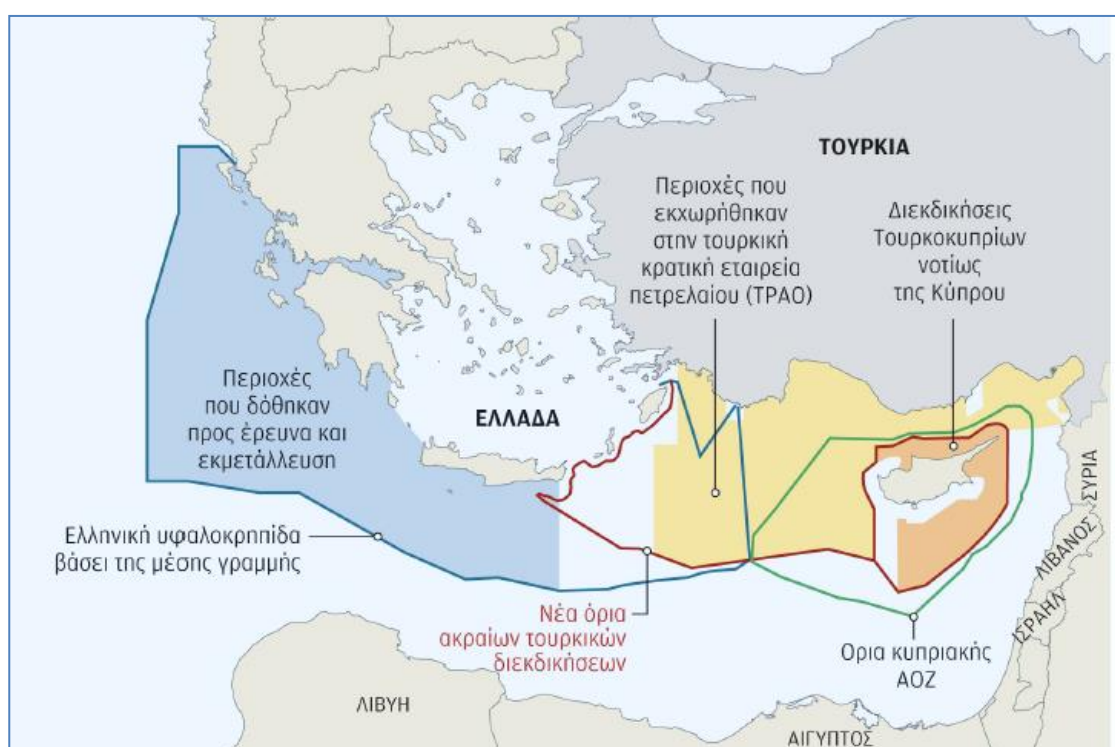 ΤΟΥΡΚΙΑ
Περιοχές που
εκχωρήθηκαν
στην τουρκική
κρατική εταιρεία
πετρελαίου (TPAO)
Διεκδικήσεις
Τουρκοκυπρίων
νοτίως
της Κύπρου
Περιοχές
που δόθηκαν
προς έρευνα και
εκμετάλλευση
ΕΛΛΑΔΑ
Ελληνική υφαλοκρηπίδα
βάσει της μέσης γραμμής
Νέα όρια
ακραίων τουρκικών
διεκδικήσεων
Ορια κυπριακής
ΑΟΖ
ΣΥΡΙΑ
ΛΙΒΑΝΟΣ
ΙΣΡΑΗΛ
ΛΙΒΥΗ
ΑΙΓΥΠΤΟΣ